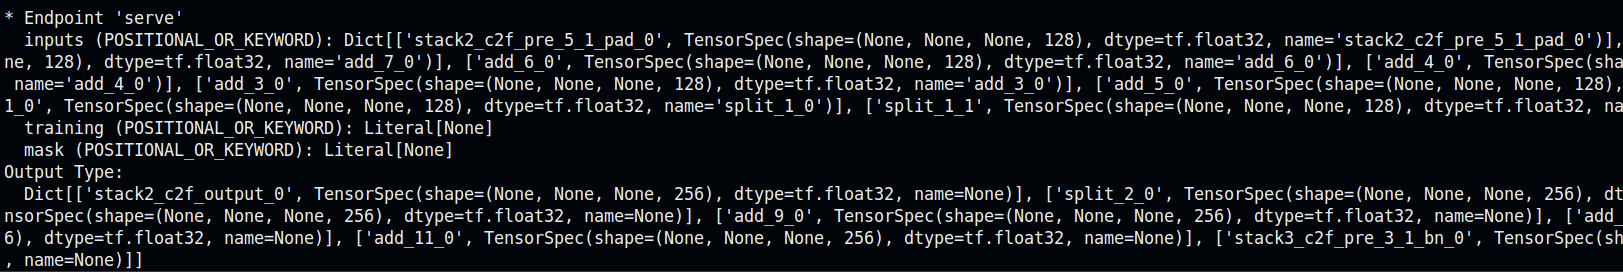 * Endpoint 'serve'
  inputs (POSITIONAL_OR_KEYWORD): Dict[['stack2_c2f_pre_5_1_pad_0', TensorSpec(shape=(None, None, None, 128), dtype=tf.float32, name='stack2_c2f_pre_5_1_pad_0')],
ne, 128), dtype=tf.float32, name='add_7_0')], ['add_6_0', TensorSpec(shape=(None, None, None, 128), dtype=tf.float32, name='add_6_0')], ['add_4_0', TensorSpec(sha
 name='add_4_0')], ['add_3_0', TensorSpec(shape=(None, None, None, 128), dtype=tf.float32, name='add_3_0')], ['add_5_0', TensorSpec(shape=(None, None, None, 128),
1_0', TensorSpec(shape=(None, None, None, 128), dtype=tf.float32, name='split_1_0')], ['split_1_1', TensorSpec(shape=(None, None, None, 128), dtype=tf.float32, na
  training (POSITIONAL_OR_KEYWORD): Literal[None]
  mask (POSITIONAL_OR_KEYWORD): Literal[None]
Output Type:
  Dict[['stack2_c2f_output_0', TensorSpec(shape=(None, None, None, 256), dtype=tf.float32, name=None)], ['split_2_0', TensorSpec(shape=(None, None, None, 256), dt
nsorSpec(shape=(None, None, None, 256), dtype=tf.float32, name=None)], ['add_9_0', TensorSpec(shape=(None, None, None, 256), dtype=tf.float32, name=None)], ['add_
6), dtype=tf.float32, name=None)], ['add_11_0', TensorSpec(shape=(None, None, None, 256), dtype=tf.float32, name=None)], ['stack3_c2f_pre_3_1_bn_0', TensorSpec(sh
, name=None)]]